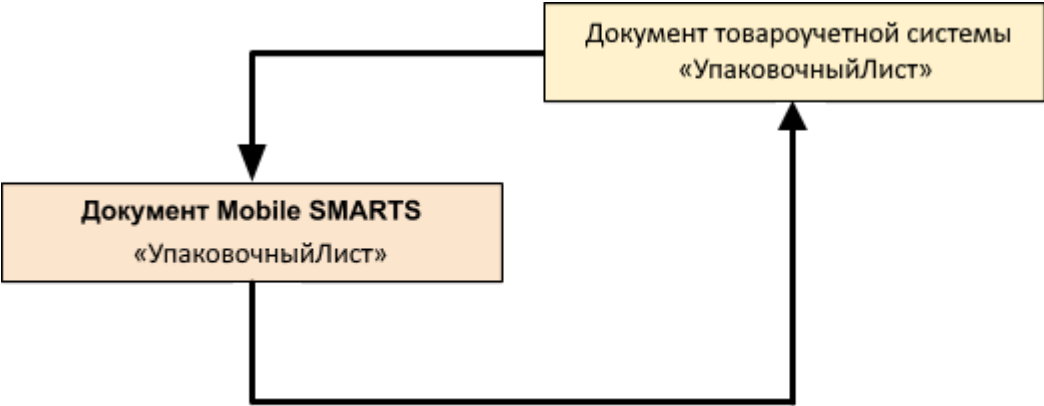 Документ товароучетной системы
«УпаковочныйЛист»
Документ Mobile SMARTS
«УпаковочныйЛист»